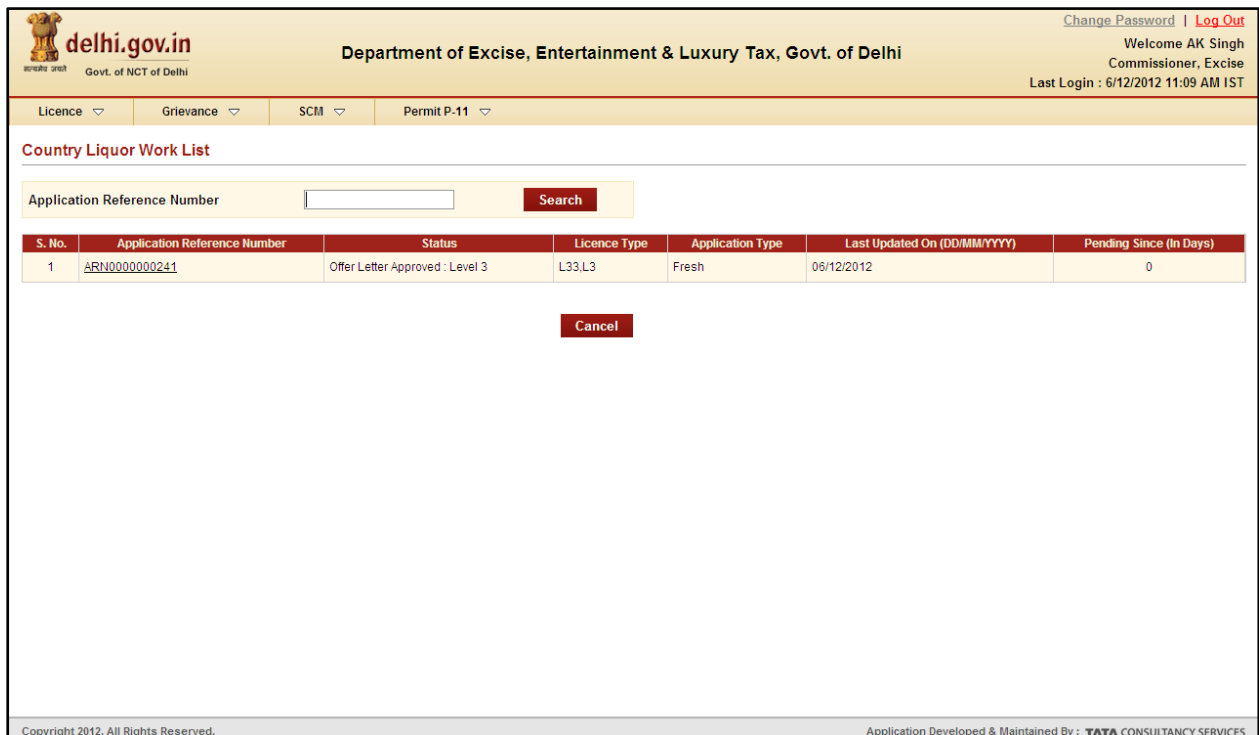 Change Password | Log Out
delhi.gov.in
सत्यमेव जयते
Govt. of NCT of Delhi
Department of Excise, Entertainment & Luxury Tax, Govt. of Delhi
Welcome AK Singh
Commissioner, Excise
Last Login : 6/12/2012 11:09 AM IST
Licence Grievance SCM Permit P-11
Country Liquor Work List
Application Reference Number Search
S. No. Application Reference Number Status Licence Type Application Type Last Updated On (DD/MM/YYYY) Pending Since (In Days)
1 ARN0000000241 Offer Letter Approved : Level 3 L33,L3 Fresh 06/12/2012 0
Cancel
Copyright 2012. All Rights Reserved. Application Developed & Maintained By : TATA CONSULTANCY SERVICES